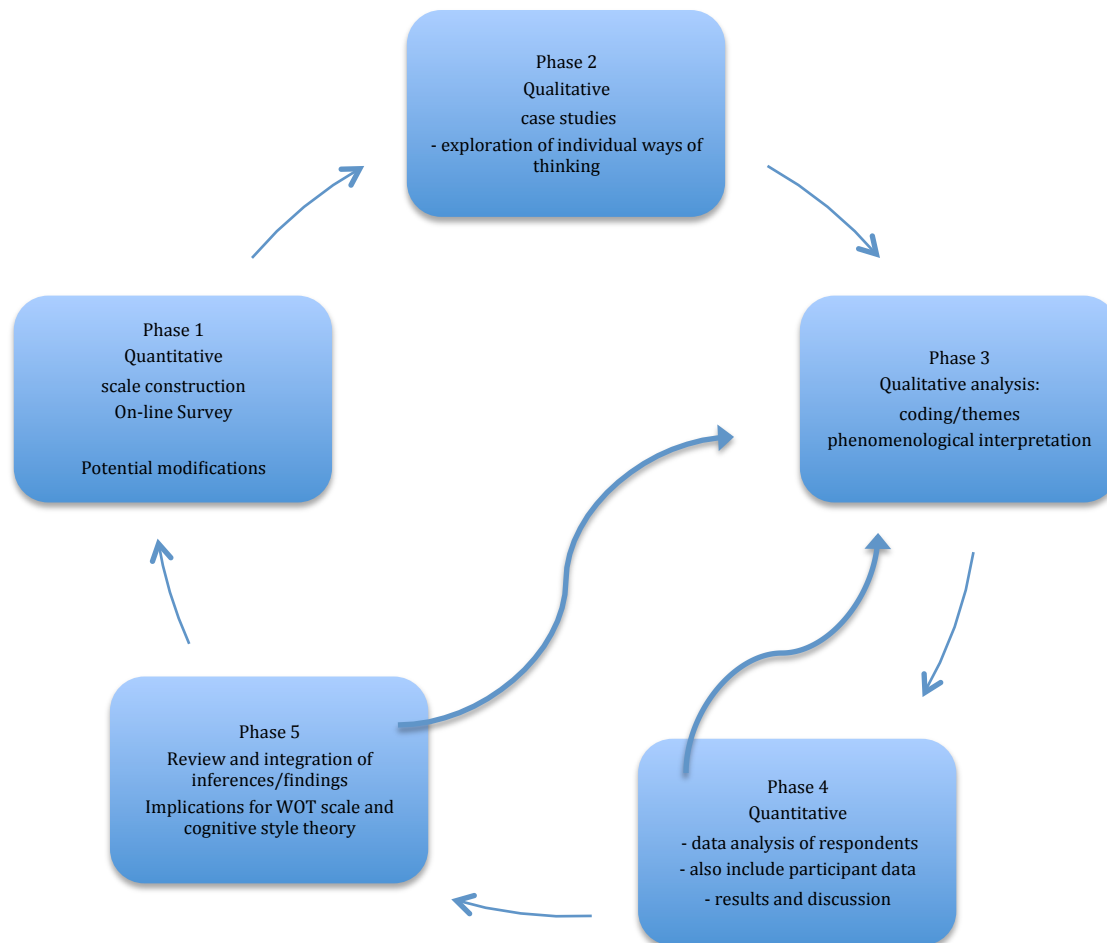 Phase 2
Qualitative
case studies
- exploration of individual ways of
thinking
Phase 1
Quantitative
scale construction
On-line Survey
Potential modifications
Phase 3
Qualitative analysis:
coding/themes
phenomenological interpretation
Phase 5
Review and integration of
inferences/findings
Implications for WOT scale and
cognitive style theory
Phase 4
Quantitative
- data analysis of respondents
- also include participant data
- results and discussion